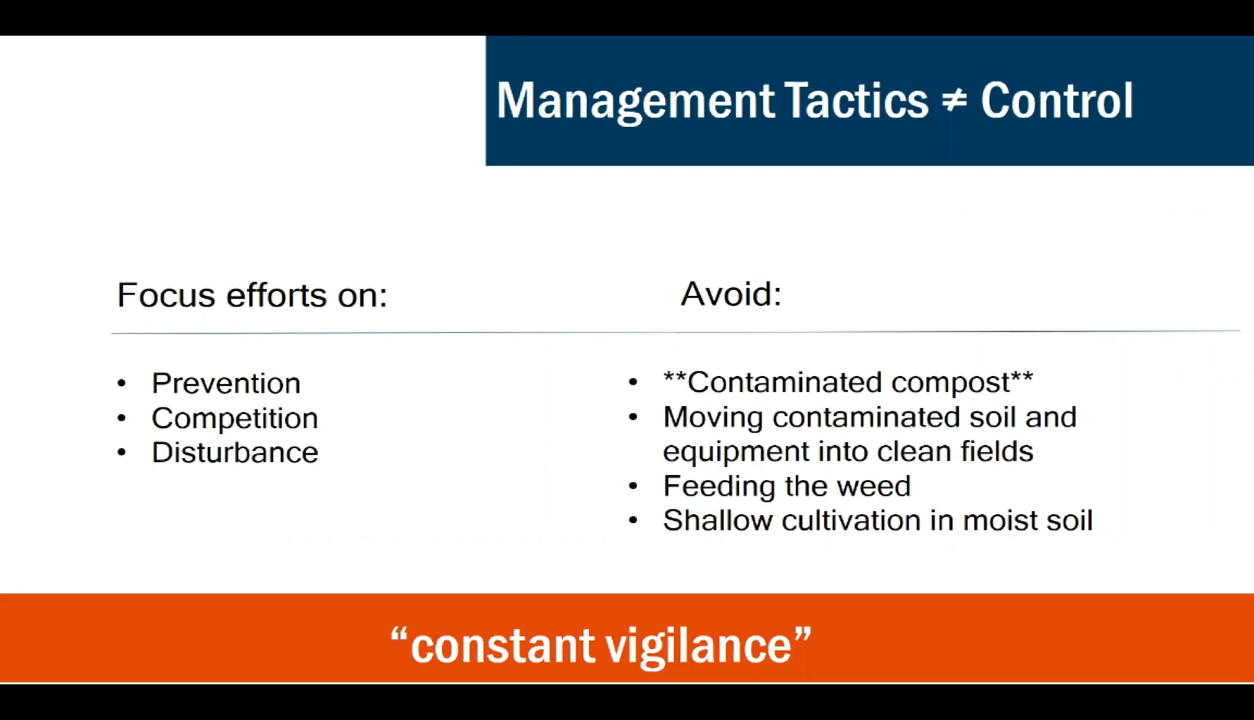 Management Tactics ≠ Control
Focus efforts on:
• Prevention
• Competition
• Disturbance
Avoid:
• **Contaminated compost**
• Moving contaminated soil and
equipment into clean fields
• Feeding the weed
• Shallow cultivation in moist soil
“constant vigilance”